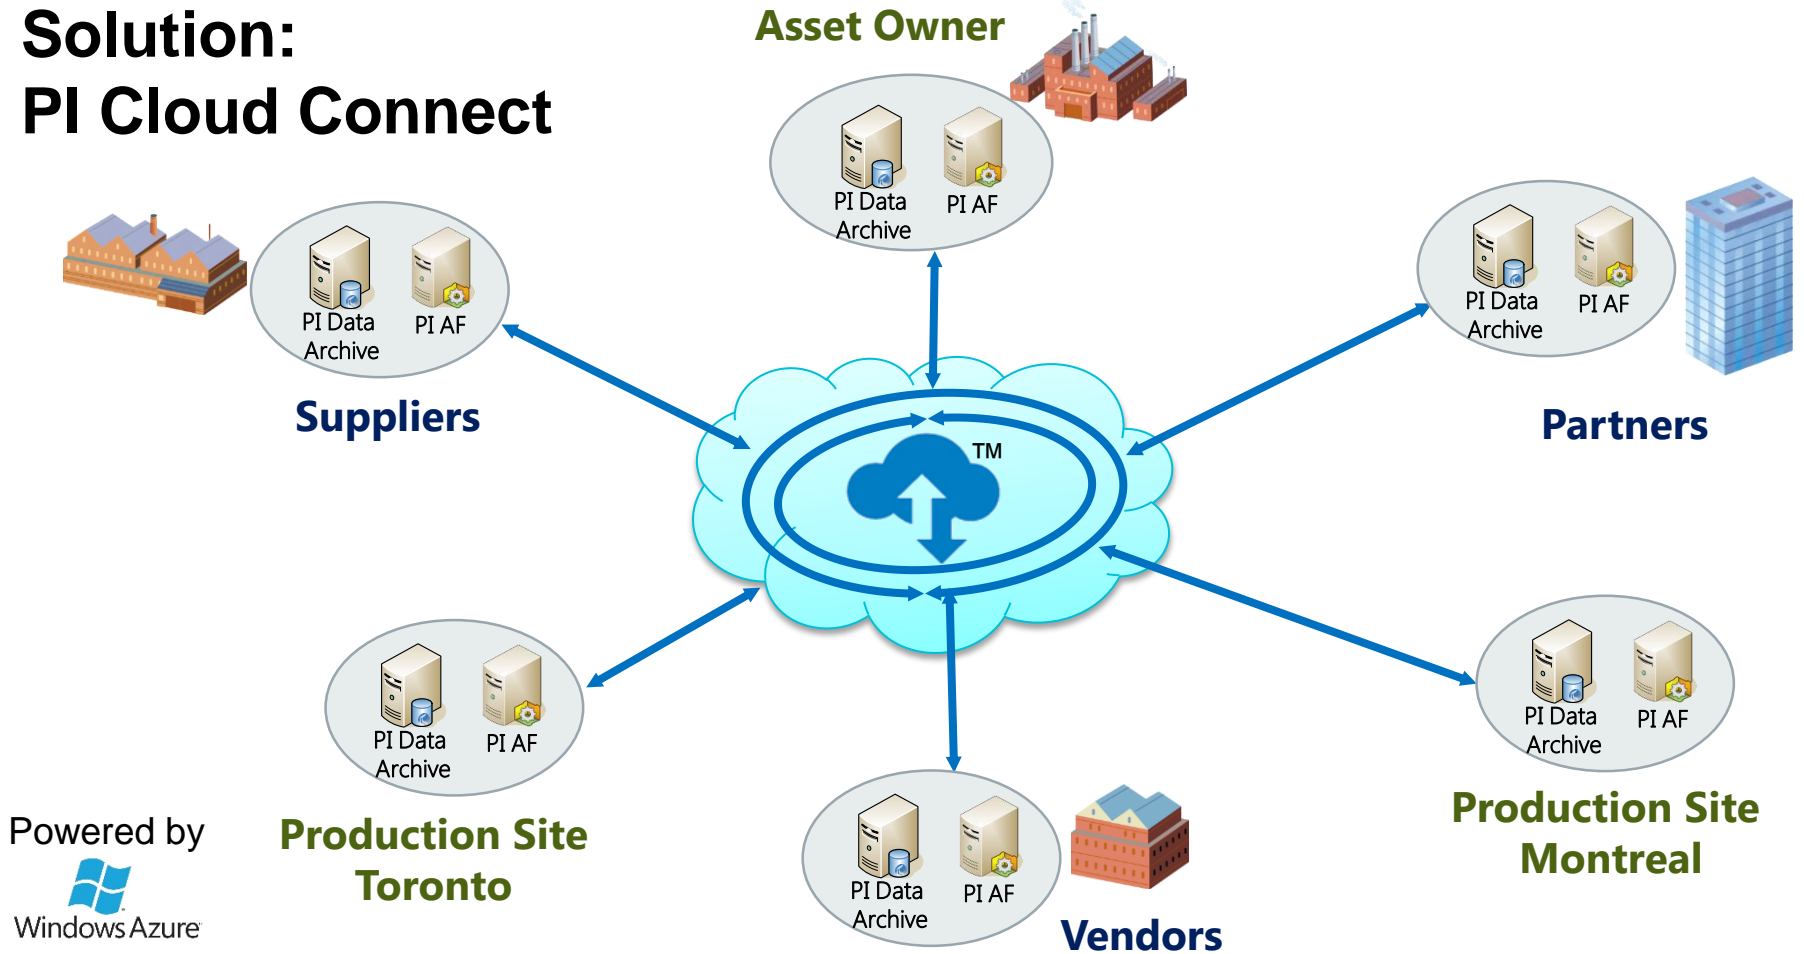 Solution:
PI Cloud Connect
Asset Owner
PI Data
Archive
PI AF
PI Data
Archive
PI AF
Suppliers
PI Data
Archive
PI AF
Partners
TM
PI Data
Archive
PI AF
Production Site
Toronto
PI Data
Archive
PI AF
Vendors
PI Data
Archive
PI AF
Production Site
Montreal
Powered by
Windows Azure